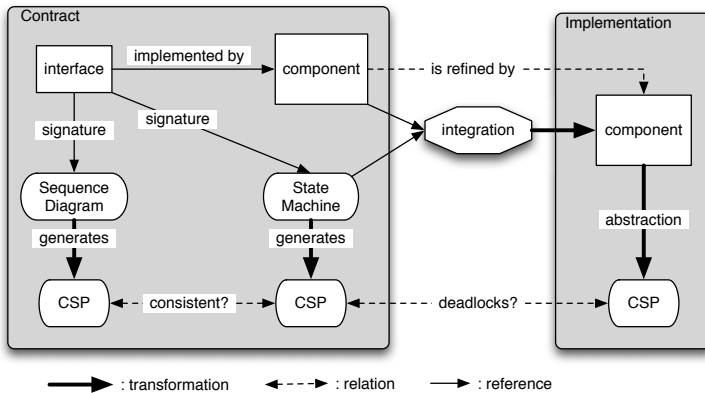 Contract
Implementation
interface
implemented by
component
is refined by
signature
signature
integration
component
Sequence
Diagram
State
Machine
generates
generates
abstraction
CSP
consistent?
CSP
deadlocks?
CSP
: transformation
: relation
: reference